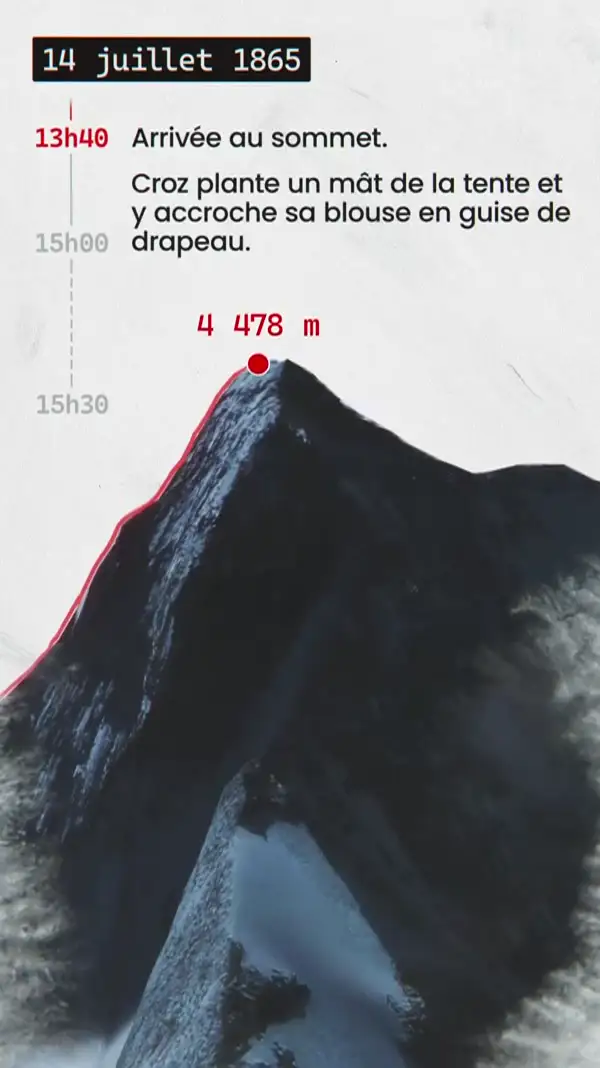 14 juillet 1865
13h40
Arrivée au sommet.
Croz plante un mât de la tente et
y accroche sa blouse en guise de
15h00
drapeau.
4 478 m
15h30